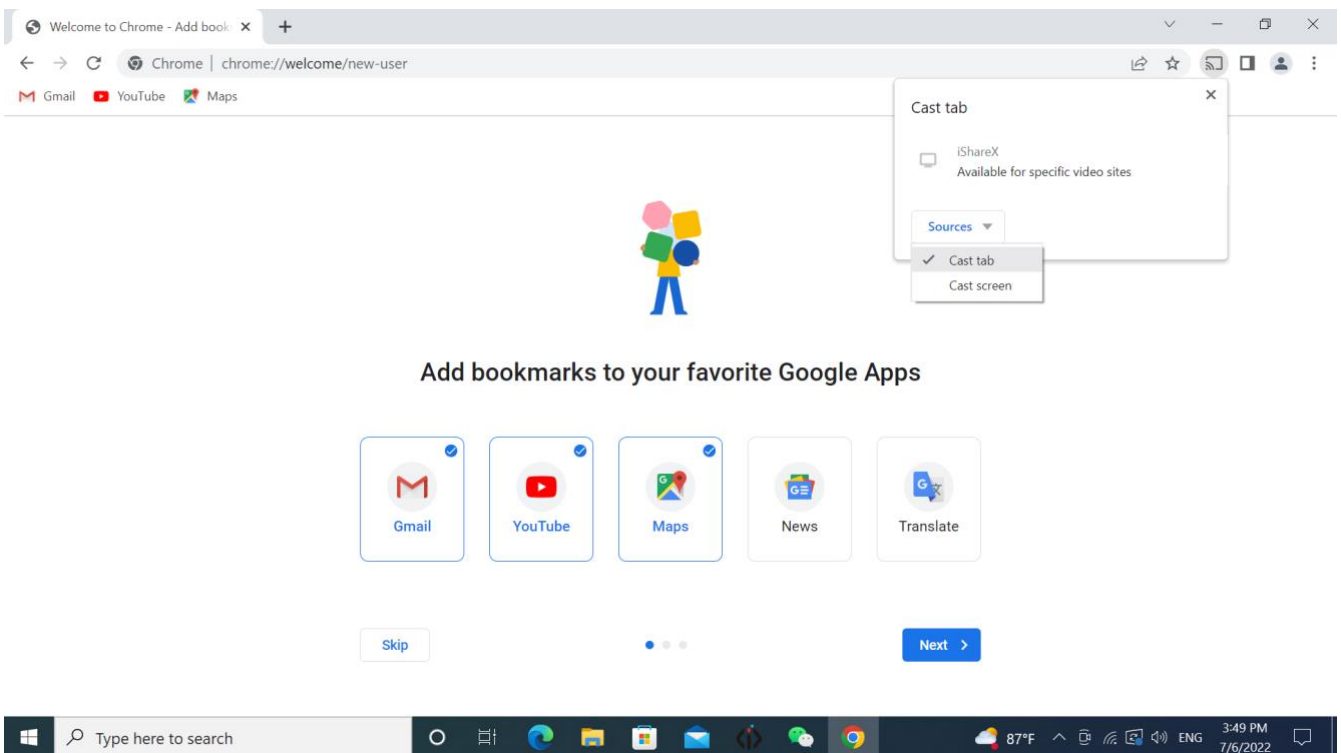 Welcome to Chrome - Add book
Chrome | chrome://welcome/new-user
Gmail YouTube Maps
Cast tab
iShareX
Available for specific video sites
Sources
Cast tab
Cast screen
Add bookmarks to your favorite Google Apps
Gmail YouTube Maps News Translate
Skip Next
Type here to search 87°F ENG 3:49 PM
7/6/2022